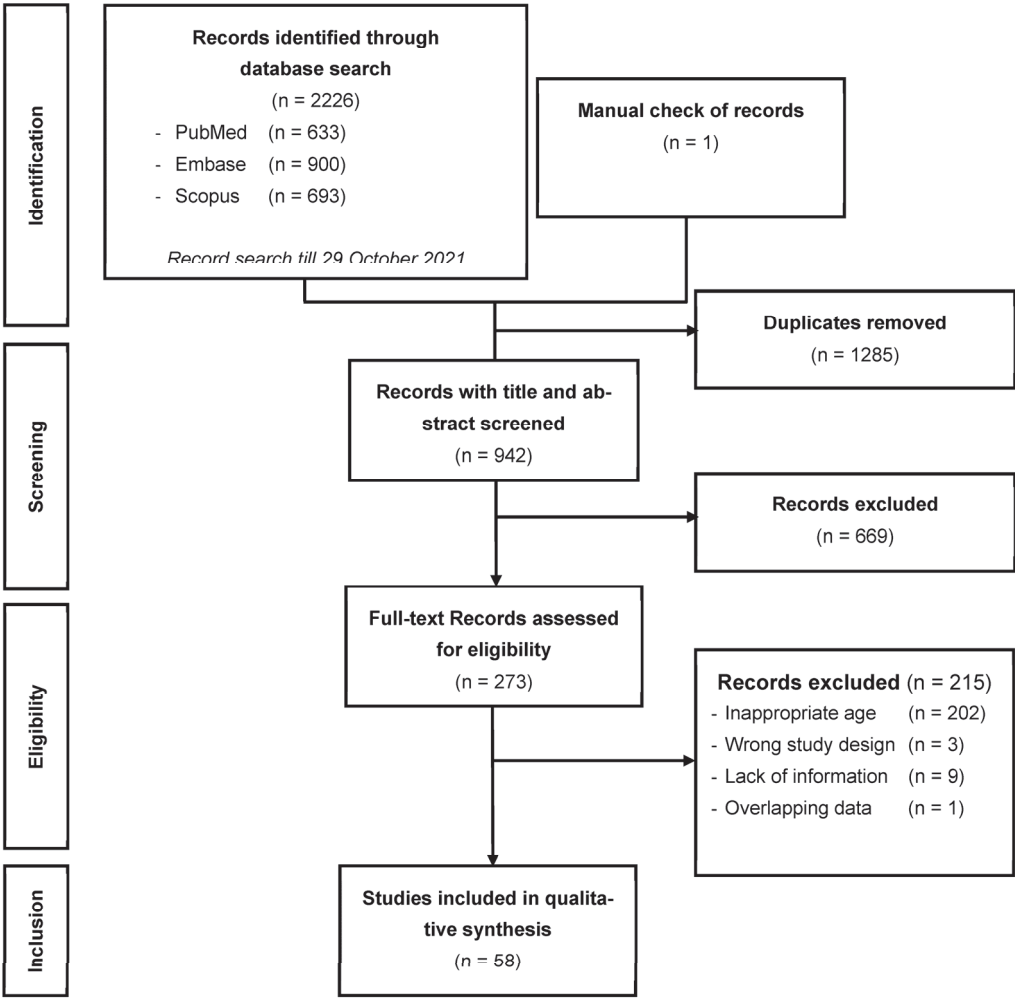 Identification
Records identified through
database search
(n = 2226)
- PubMed (n = 633)
- Embase (n = 900)
- Scopus (n = 693)
Record search till 29 October 2021
Manual check of records
(n = 1)
Duplicates removed
(n = 1285)
Screening
Records with title and ab-
stract screened
(n = 942)
Records excluded
(n = 669)
Eligibility
Full-text Records assessed
for eligibility
(n = 273)
Records excluded (n = 215)
- Inappropriate age (n = 202)
- Wrong study design (n = 3)
- Lack of information (n = 9)
- Overlapping data (n = 1)
Inclusion
Studies included in qualita-
tive synthesis
(n = 58)